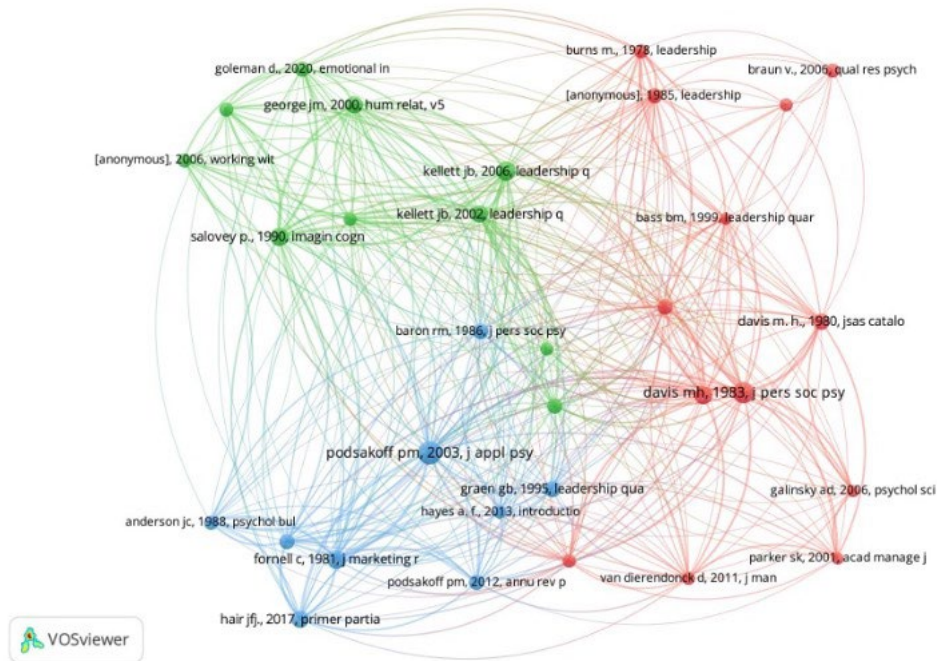 burns m., 1978, leadership
goleman d., 2020, emotional in
braun v., 2006, qual res psych
[anonymous], 1985, leadership
george jm, 2000, hum relat, v5
[anonymous], 2006, working wit
kellett jb, 2006, leadership q
kellett jb, 2002, leadership q
bass bm, 1999, leadership quar
salovey p., 1990, imagin cogn
davis m. h., 1980, jsas catalo
baron rm, 1986, j pers soc psy
davis mh, 1983, j pers soc psy
podsakoff pm, 2003, j appl psy
graen gb, 1995, leadership qua
galinsky ad, 2006, psychol sci
hayes a. f., 2013, introductio
anderson jc, 1988, psychol bul
fornell c, 1981, j marketing r
parker sk, 2001, acad manage j
van dierendonck d, 2011, j man
podsakoff pm, 2012, annu rev p
hair jfj., 2017, primer partia
VOSviewer